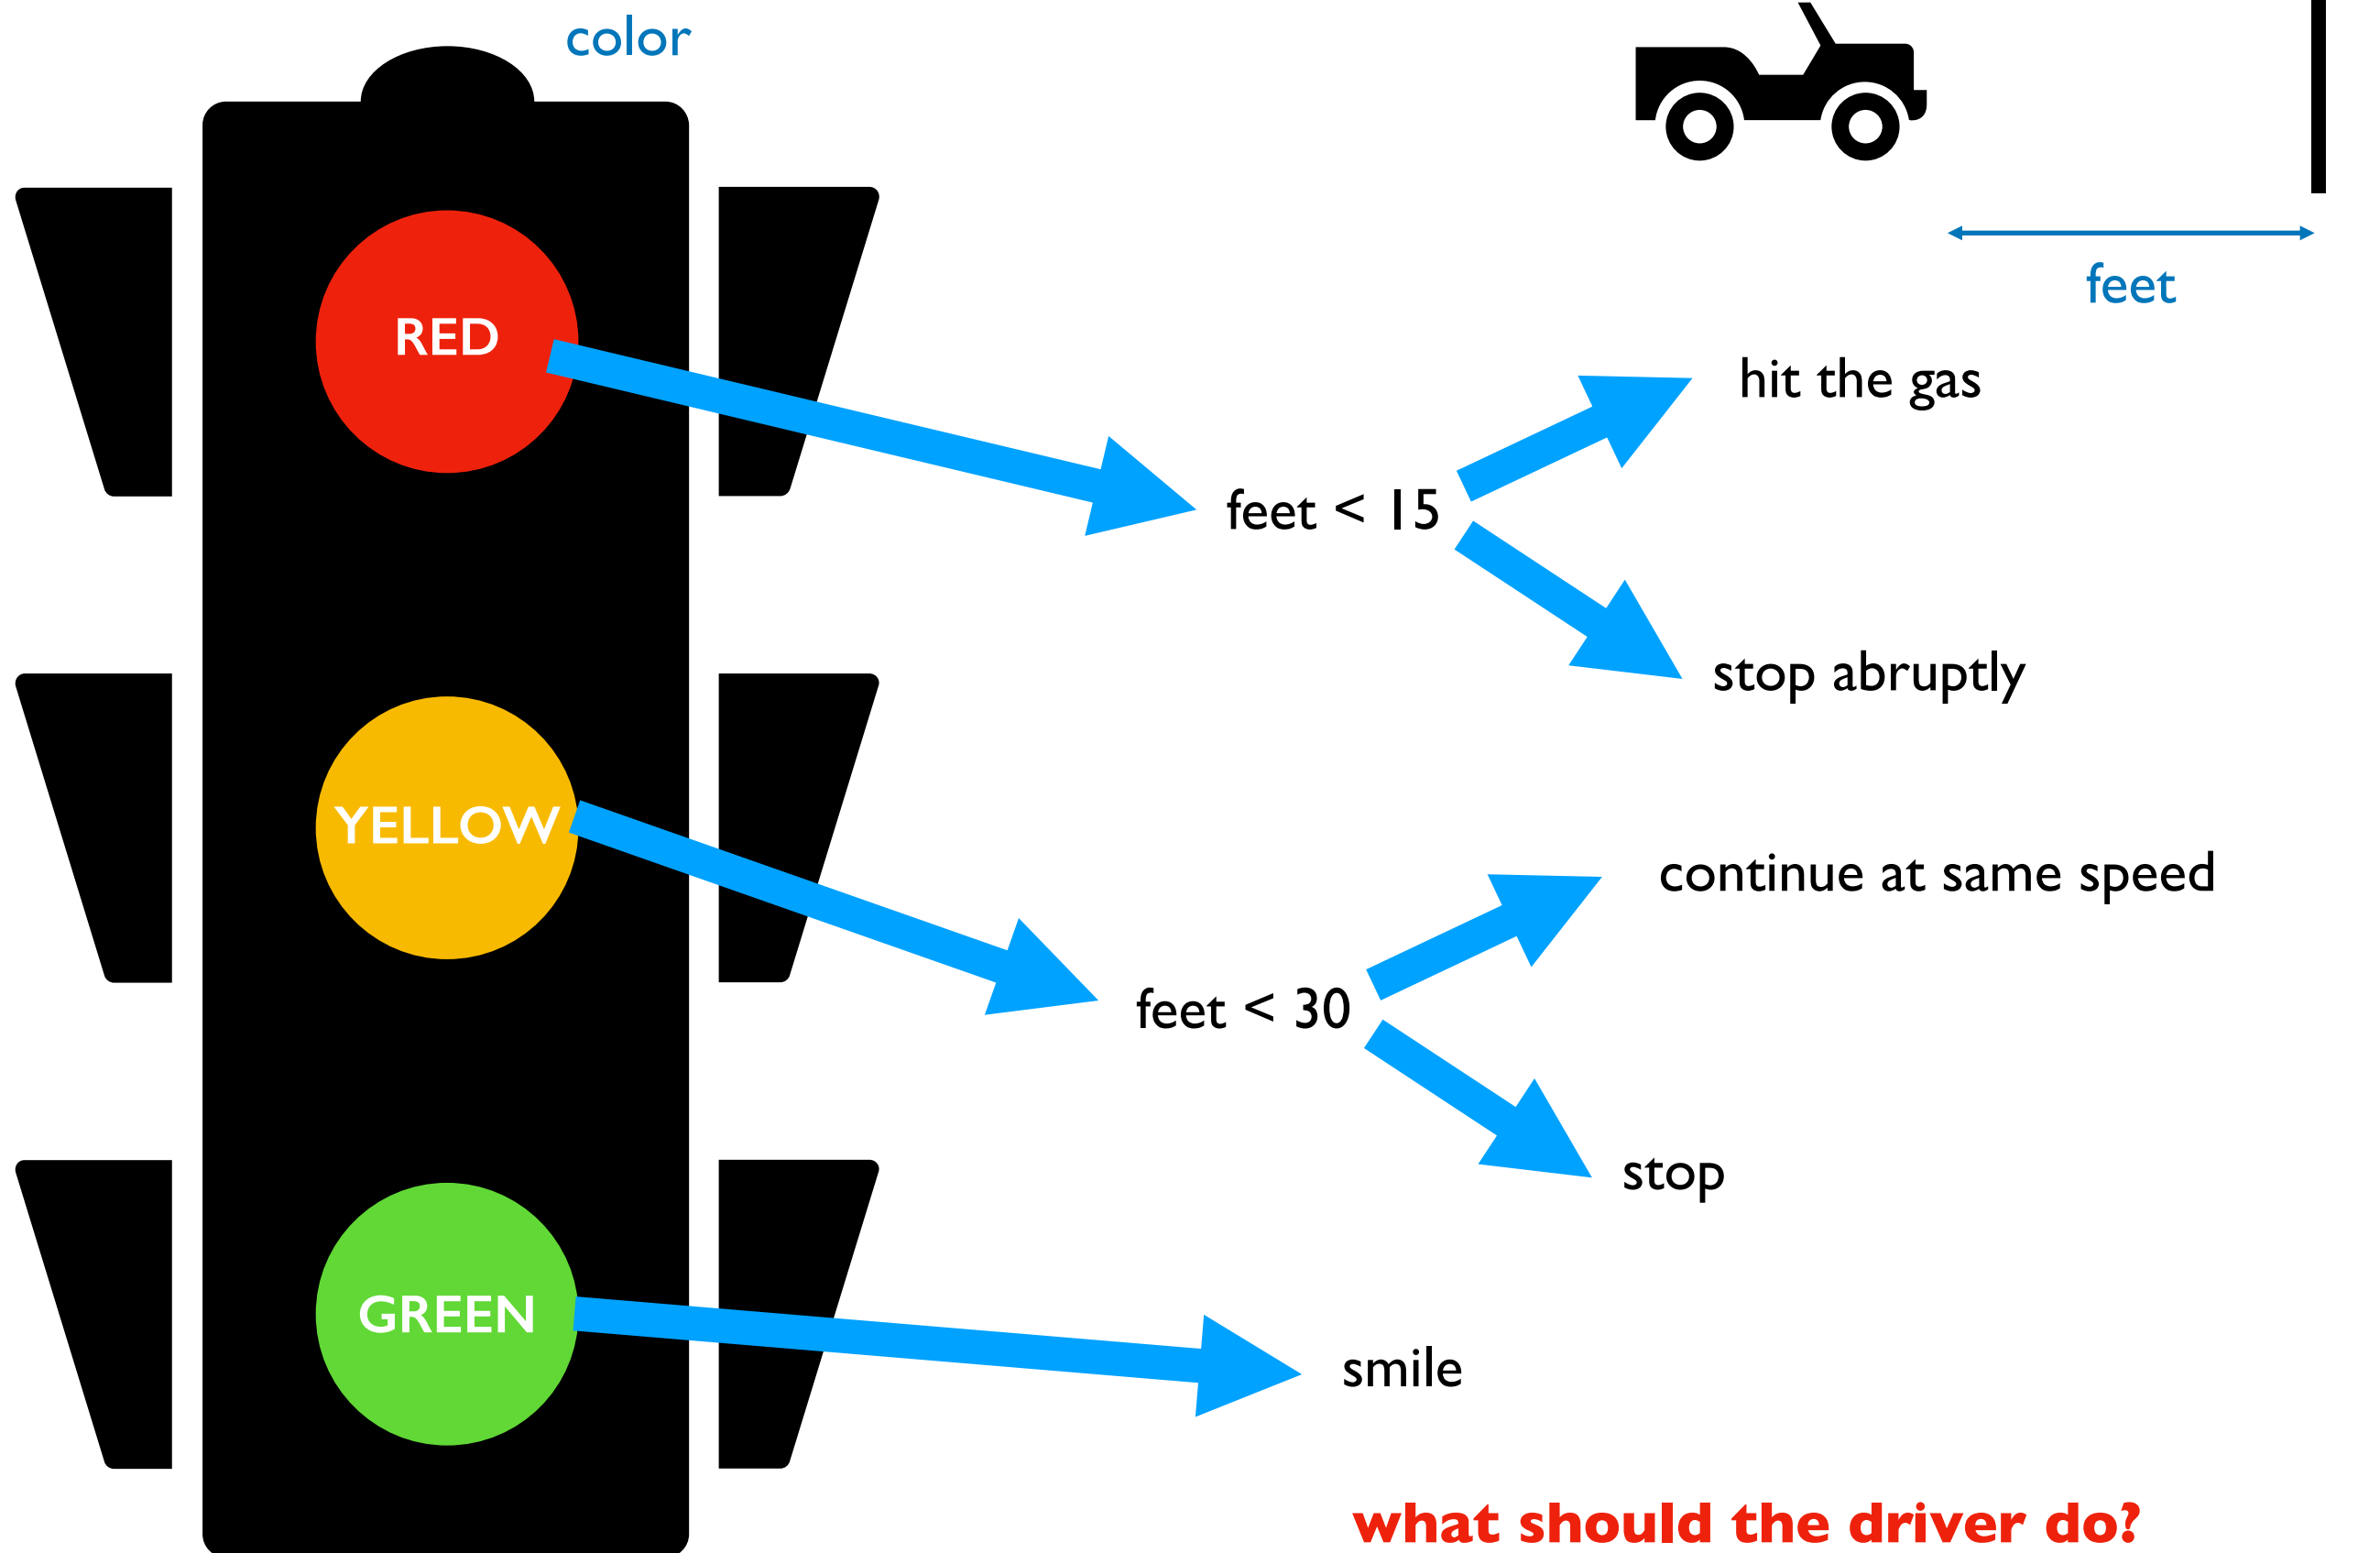 color
feet
RED
hit the gas
feet < 15
stop abruptly
YELLOW
continue at same speed
feet < 30
stop
GREEN
smile
what should the driver do?